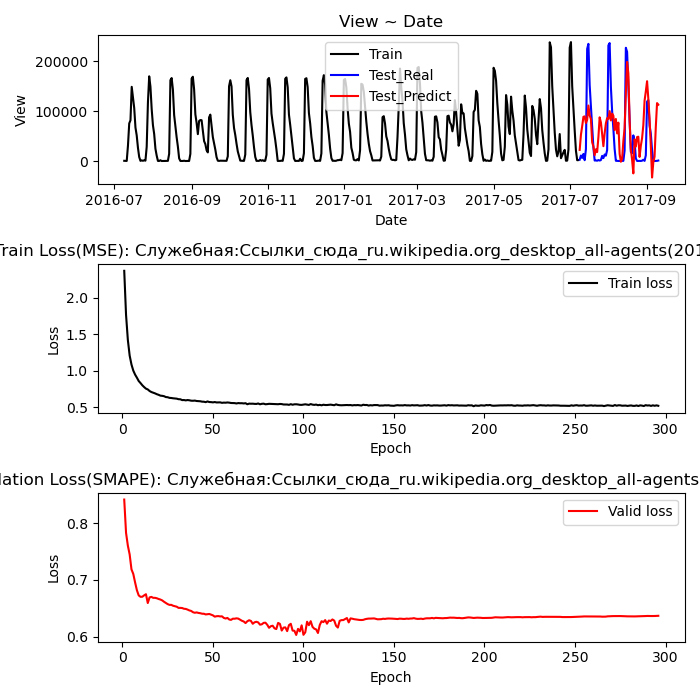 View ~ Date
Train
Test_Real
Test_Predict
View
200000
100000
0
2016-07 2016-09 2016-11 2017-01 2017-03 2017-05 2017-07 2017-09
Date
Train Loss(MSE): Служебная:Ссылки_сюда_ru.wikipedia.org_desktop_all-agents(201
Train loss
Loss
2.0
1.5
1.0
0.5
0 50 100 150 200 250 300
Epoch
lation Loss(SMAPE): Служебная:Ссылки_сюда_ru.wikipedia.org_desktop_all-agents
Valid loss
Loss
0.8
0.7
0.6
0 50 100 150 200 250 300
Epoch